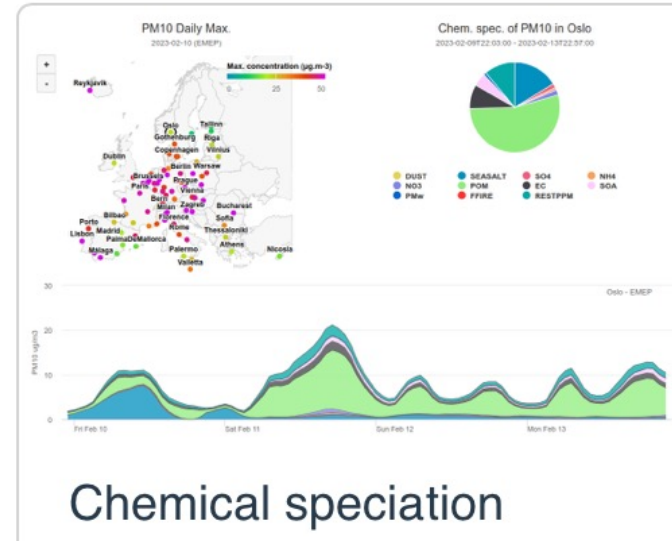 PM10 Daily Max.
2023-02-10 (EMEP)
+
-
Max. concentration (µg.m-3)
0 25 50
Reykjavik
Oslo
Tallinn
Gothenburg
Riga
Copenhagen
Vilnius
Dublin
Berlin
Warsaw
Brussels
Paris
Prague
Vienna
Bern
Milan
Zagreb
Bucharest
Bilbao
Florence
Sofia
Porto
Madrid
Rome
Thessaloniki
Lisbon
PalmaDeMallorca
Málaga
Palermo
Athens
Nicosia
Valletta
Chem. spec. of PM10 in Oslo
2023-02-09T22:03:00 - 2023-02-13T22:57:00
DUST SEASALT SO4 NH4
NO3 POM EC SOA
PMw FFIRE RESTPPM
Oslo - EMEP
PM10 ug/m3
30
20
10
0
Fri Feb 10 Sat Feb 11 Sun Feb 12 Mon Feb 13
Chemical speciation